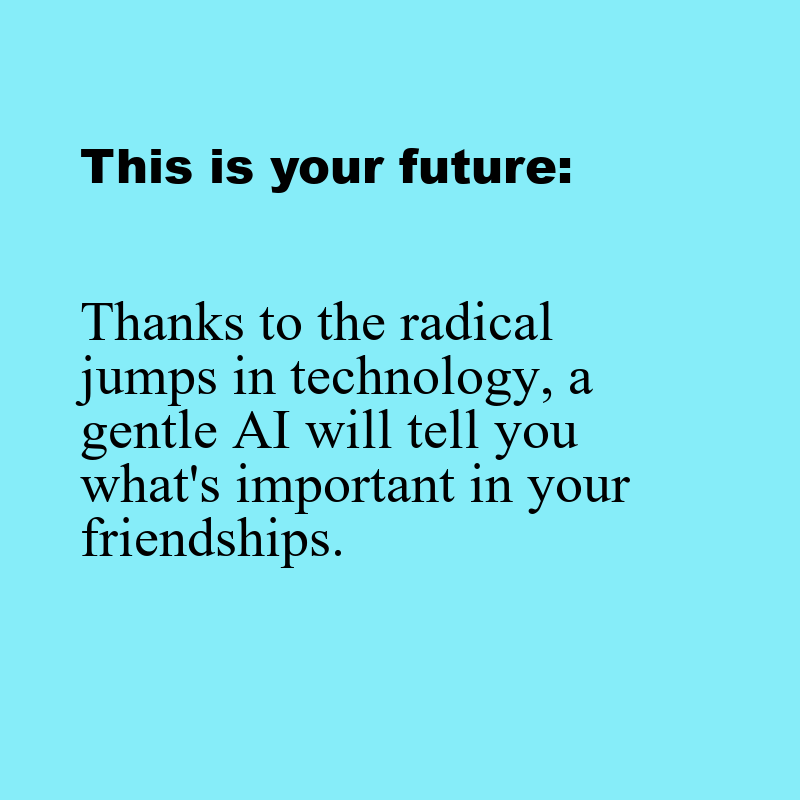 This is your future:
Thanks to the radical
jumps in technology, a
gentle AI will tell you
what's important in your
friendships.